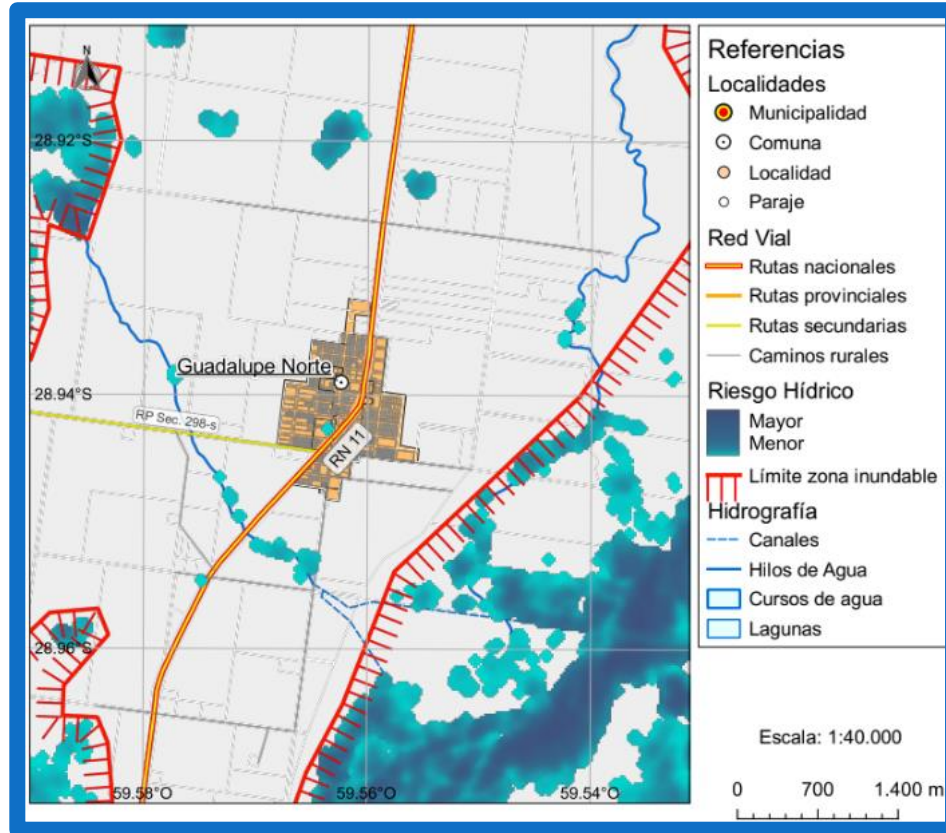 N
28.92°S
Guadalupe Norte
28.94°S
RP Sec. 298-s
RN 11
28.96°S
59.58°O
59.56°O
59.54°O
Referencias
Localidades
Municipalidad
Comuna
Localidad
Paraje
Red Vial
Rutas nacionales
Rutas provinciales
Rutas secundarias
Caminos rurales
Riesgo Hídrico
Mayor
Menor
Límite zona inundable
Hidrografía
Canales
Hilos de Agua
Cursos de agua
Lagunas
Escala: 1:40.000
0 700 1.400 m